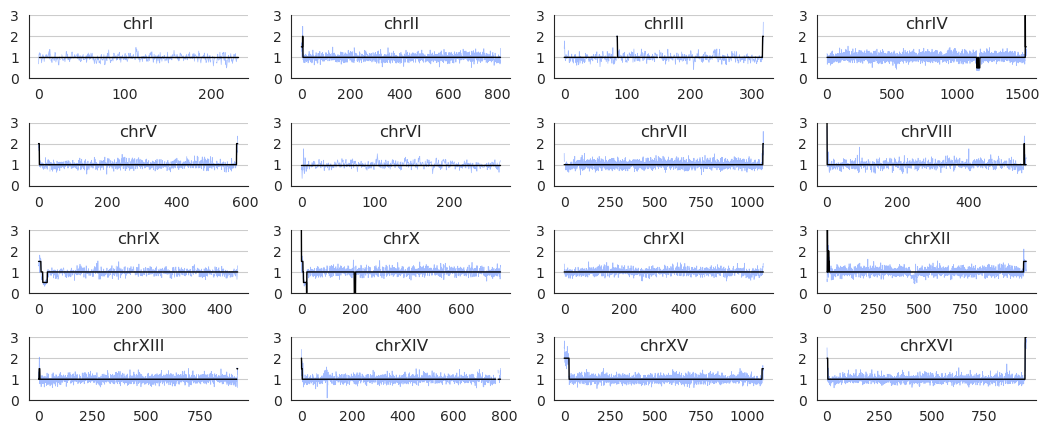 chrI chrII chrIII chrIV
3 3 3 3
2 2 2 2
1 1 1 1
0 0 0 0
0 100 200 0 200 400 600 800 0 100 200 300 0 500 1000 1500
chrV chrVI chrVII chrVIII
3 3 3 3
2 2 2 2
1 1 1 1
0 0 0 0
0 200 400 600 0 100 200 0 250 500 750 1000 0 200 400
chrIX chrX chrXI chrXII
3 3 3 3
2 2 2 2
1 1 1 1
0 0 0 0
0 100 200 300 400 0 200 400 600 0 200 400 600 0 250 500 750 1000
chrXIII chrXIV chrXV chrXVI
3 3 3 3
2 2 2 2
1 1 1 1
0 0 0 0
0 250 500 750 0 200 400 600 800 0 250 500 750 1000 0 250 500 750